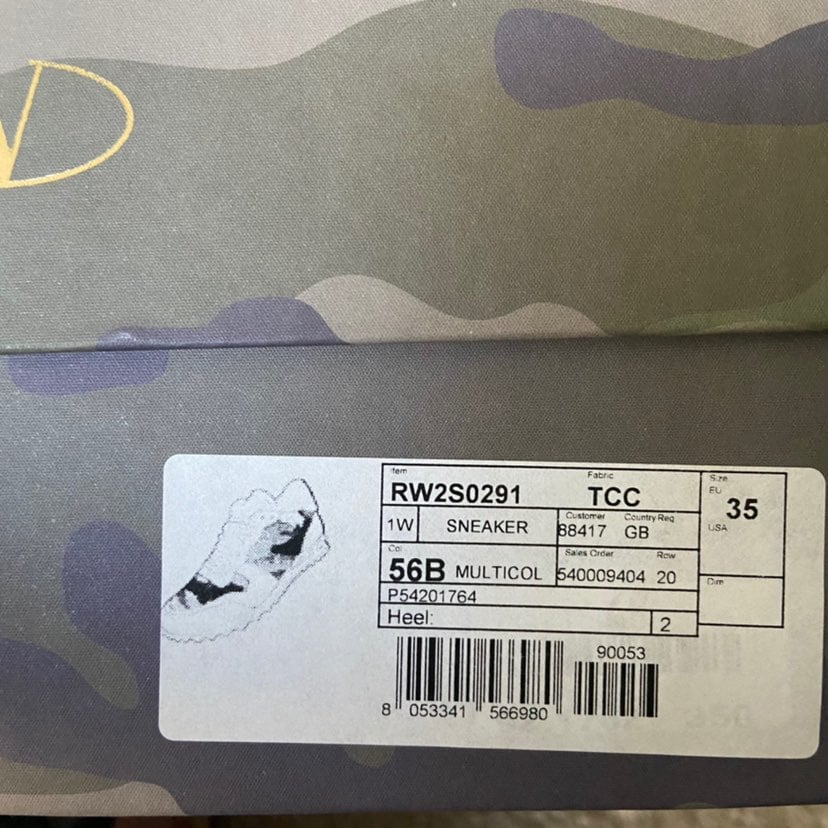 Item
Fabric
Size
RW2S0291 TCC
EU
35
USA
Customer Country Req
1W SNEAKER 88417 GB
Col Sales Order Row
56B MULTICOL 540009404 20
Dim
P54201764
Heel: 2
90053
8 053341 566980